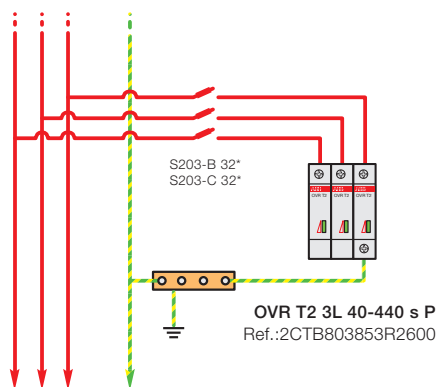 S203-B 32*
S203-C 32*
OVR T2 OVR T2 OVR T2
OVR T2 3L 40-440 s P
Ref.:2CTB803853R2600